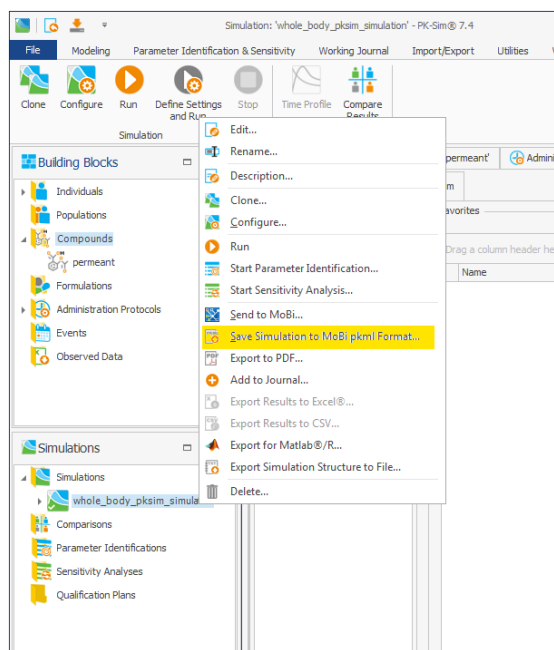 Simulation: 'whole_body_pksim_simulation' - PK-Sim® 7.4
File Modeling Parameter Identification & Sensitivity Working Journal Import/Export Utilities
Clone Configure Run Define Settings and Run Stop Time Profile Compare Results
Simulation
Building Blocks
Individuals
Populations
Compounds
permeant
Formulations
Administration Protocols
Events
Observed Data
Simulations
Simulations
whole_body_pksim_simula
Comparisons
Parameter Identifications
Sensitivity Analyses
Qualification Plans
Edit...
Rename...
Description...
Clone...
Configure...
Run
Start Parameter Identification...
Start Sensitivity Analysis...
Send to MoBi...
Save Simulation to MoBi pkml Format...
Export to PDF...
Add to Journal...
Export Results to Excel®...
Export Results to CSV...
Export for Matlab®/R...
Export Simulation Structure to File...
Delete...
permeant' Admini
m
avorites
Drag a column header he
Name